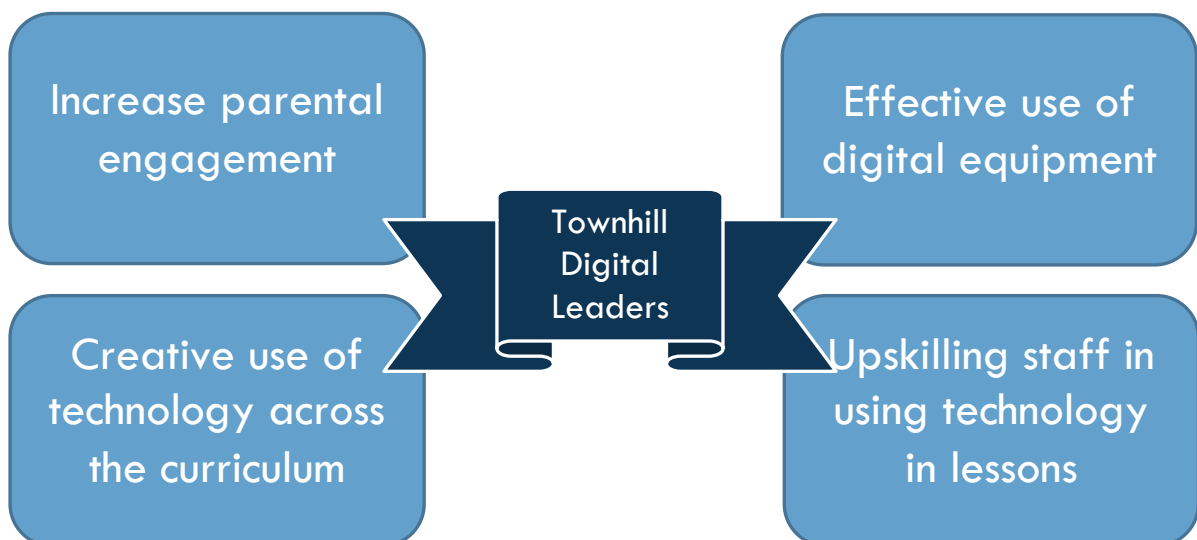 Increase parental
engagement
Effective use of
digital equipment
Townhill
Digital
Leaders
Creative use of
technology across
the curriculum
Upskilling staff in
using technology
in lessons